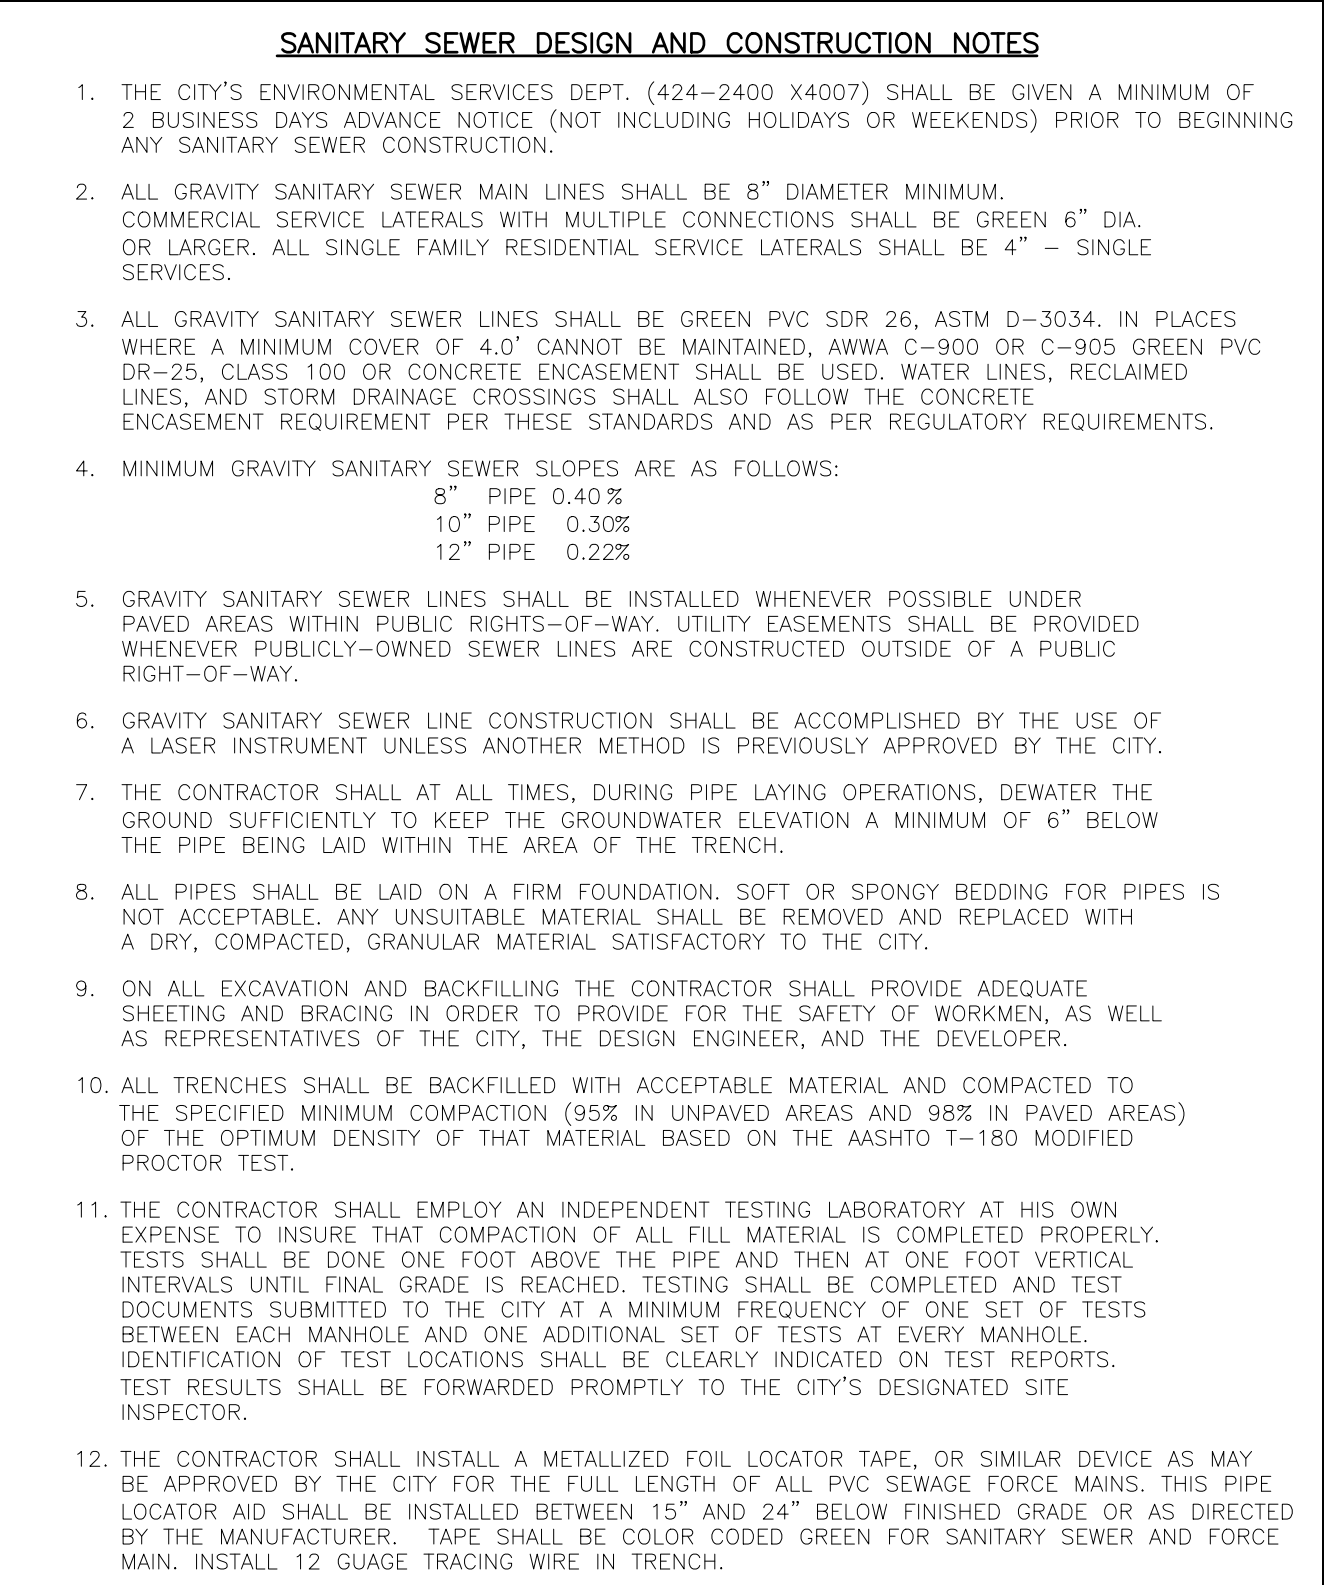 SANITARY SEWER DESIGN AND CONSTRUCTION NOTES
1. THE CITY'S ENVIRONMENTAL SERVICES DEPT. (424-2400 X4007) SHALL BE GIVEN A MINIMUM OF
2 BUSINESS DAYS ADVANCE NOTICE (NOT INCLUDING HOLIDAYS OR WEEKENDS) PRIOR TO BEGINNING
ANY SANITARY SEWER CONSTRUCTION.
2. ALL GRAVITY SANITARY SEWER MAIN LINES SHALL BE 8" DIAMETER MINIMUM.
COMMERCIAL SERVICE LATERALS WITH MULTIPLE CONNECTIONS SHALL BE GREEN 6" DIA.
OR LARGER. ALL SINGLE FAMILY RESIDENTIAL SERVICE LATERALS SHALL BE 4" – SINGLE
SERVICES.
3. ALL GRAVITY SANITARY SEWER LINES SHALL BE GREEN PVC SDR 26, ASTM D-3034. IN PLACES
WHERE A MINIMUM COVER OF 4.0' CANNOT BE MAINTAINED, AWWA C-900 OR C-905 GREEN PVC
DR-25, CLASS 100 OR CONCRETE ENCASEMENT SHALL BE USED. WATER LINES, RECLAIMED
LINES, AND STORM DRAINAGE CROSSINGS SHALL ALSO FOLLOW THE CONCRETE
ENCASEMENT REQUIREMENT PER THESE STANDARDS AND AS PER REGULATORY REQUIREMENTS.
4. MINIMUM GRAVITY SANITARY SEWER SLOPES ARE AS FOLLOWS:
8" PIPE 0.40%
10" PIPE 0.30%
12" PIPE 0.22%
5. GRAVITY SANITARY SEWER LINES SHALL BE INSTALLED WHENEVER POSSIBLE UNDER
PAVED AREAS WITHIN PUBLIC RIGHTS-OF-WAY. UTILITY EASEMENTS SHALL BE PROVIDED
WHENEVER PUBLICLY-OWNED SEWER LINES ARE CONSTRUCTED OUTSIDE OF A PUBLIC
RIGHT-OF-WAY.
6. GRAVITY SANITARY SEWER LINE CONSTRUCTION SHALL BE ACCOMPLISHED BY THE USE OF
A LASER INSTRUMENT UNLESS ANOTHER METHOD IS PREVIOUSLY APPROVED BY THE CITY.
7. THE CONTRACTOR SHALL AT ALL TIMES, DURING PIPE LAYING OPERATIONS, DEWATER THE
GROUND SUFFICIENTLY TO KEEP THE GROUNDWATER ELEVATION A MINIMUM OF 6" BELOW
THE PIPE BEING LAID WITHIN THE AREA OF THE TRENCH.
8. ALL PIPES SHALL BE LAID ON A FIRM FOUNDATION. SOFT OR SPONGY BEDDING FOR PIPES IS
NOT ACCEPTABLE. ANY UNSUITABLE MATERIAL SHALL BE REMOVED AND REPLACED WITH
A DRY, COMPACTED, GRANULAR MATERIAL SATISFACTORY TO THE CITY.
9. ON ALL EXCAVATION AND BACKFILLING THE CONTRACTOR SHALL PROVIDE ADEQUATE
SHEETING AND BRACING IN ORDER TO PROVIDE FOR THE SAFETY OF WORKMEN, AS WELL
AS REPRESENTATIVES OF THE CITY, THE DESIGN ENGINEER, AND THE DEVELOPER.
10. ALL TRENCHES SHALL BE BACKFILLED WITH ACCEPTABLE MATERIAL AND COMPACTED TO
THE SPECIFIED MINIMUM COMPACTION (95% IN UNPAVED AREAS AND 98% IN PAVED AREAS)
OF THE OPTIMUM DENSITY OF THAT MATERIAL BASED ON THE AASHTO T-180 MODIFIED
PROCTOR TEST.
11. THE CONTRACTOR SHALL EMPLOY AN INDEPENDENT TESTING LABORATORY AT HIS OWN
EXPENSE TO INSURE THAT COMPACTION OF ALL FILL MATERIAL IS COMPLETED PROPERLY.
TESTS SHALL BE DONE ONE FOOT ABOVE THE PIPE AND THEN AT ONE FOOT VERTICAL
INTERVALS UNTIL FINAL GRADE IS REACHED. TESTING SHALL BE COMPLETED AND TEST
DOCUMENTS SUBMITTED TO THE CITY AT A MINIMUM FREQUENCY OF ONE SET OF TESTS
BETWEEN EACH MANHOLE AND ONE ADDITIONAL SET OF TESTS AT EVERY MANHOLE.
IDENTIFICATION OF TEST LOCATIONS SHALL BE CLEARLY INDICATED ON TEST REPORTS.
TEST RESULTS SHALL BE FORWARDED PROMPTLY TO THE CITY'S DESIGNATED SITE
INSPECTOR.
12. THE CONTRACTOR SHALL INSTALL A METALLIZED FOIL LOCATOR TAPE, OR SIMILAR DEVICE AS MAY
BE APPROVED BY THE CITY FOR THE FULL LENGTH OF ALL PVC SEWAGE FORCE MAINS. THIS PIPE
LOCATOR AID SHALL BE INSTALLED BETWEEN 15" AND 24" BELOW FINISHED GRADE OR AS DIRECTED
BY THE MANUFACTURER. TAPE SHALL BE COLOR CODED GREEN FOR SANITARY SEWER AND FORCE
MAIN. INSTALL 12 GUAGE TRACING WIRE IN TRENCH.